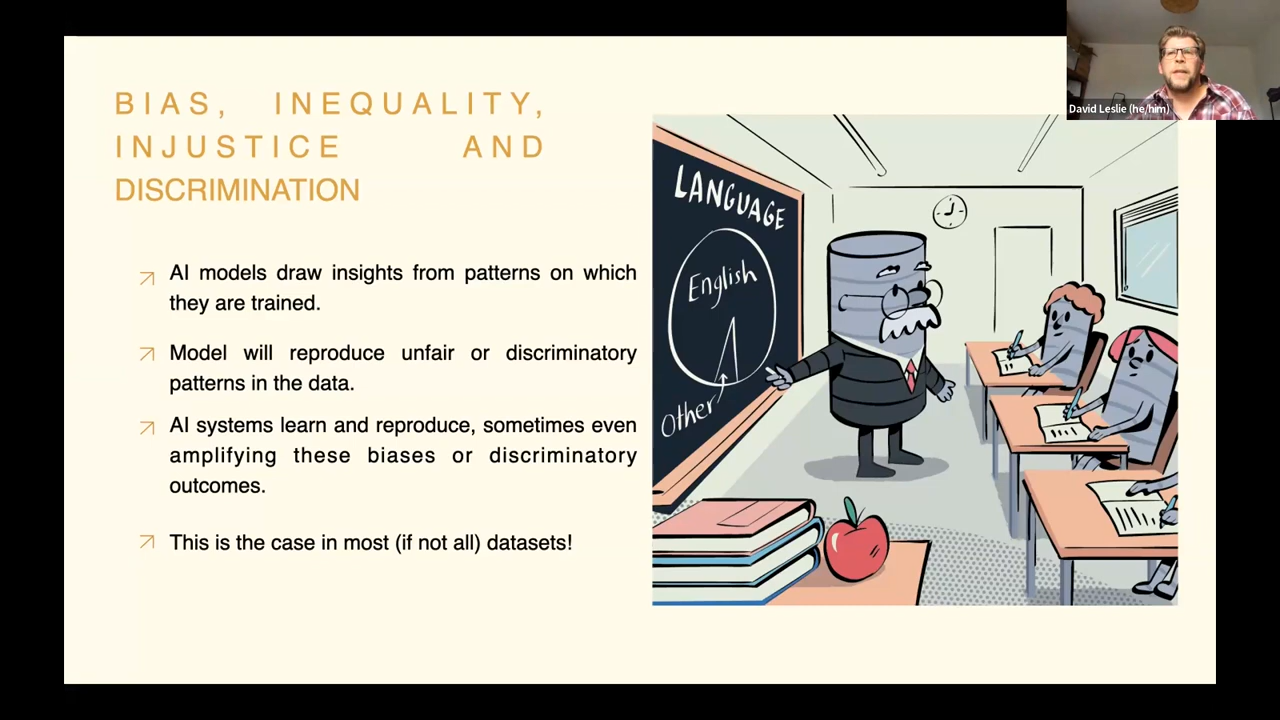 BIAS, INEQUALITY,
INJUSTICE AND
DISCRIMINATION
AI models draw insights from patterns on which
they are trained.
Model will reproduce unfair or discriminatory
patterns in the data.
AI systems learn and reproduce, sometimes even
amplifying these biases or discriminatory
outcomes.
This is the case in most (if not all) datasets!
LANGUAGE
English
Other
David Leslie (he/him)